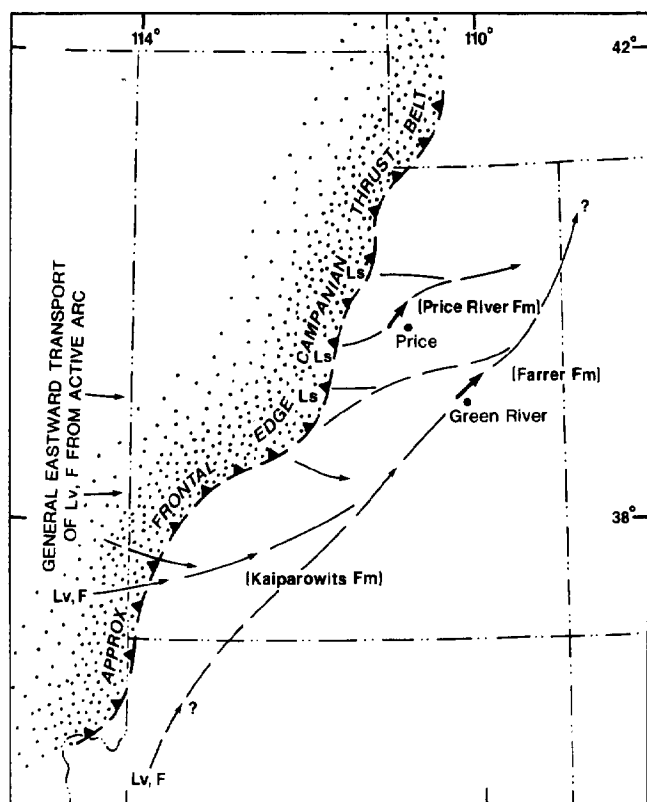 114°
110°
42°
THRUST BELT
?
CAMPANIAN
Ls
(Price River Fm)
Price
Ls
(Farrer Fm)
Ls
Green River
GENERAL EASTWARD TRANSPORT
OF Lv, F FROM ACTIVE ARC
APPROX FRONTAL EDGE
38°
(Kaiparowits Fm)
Lv, F
?
Lv, F